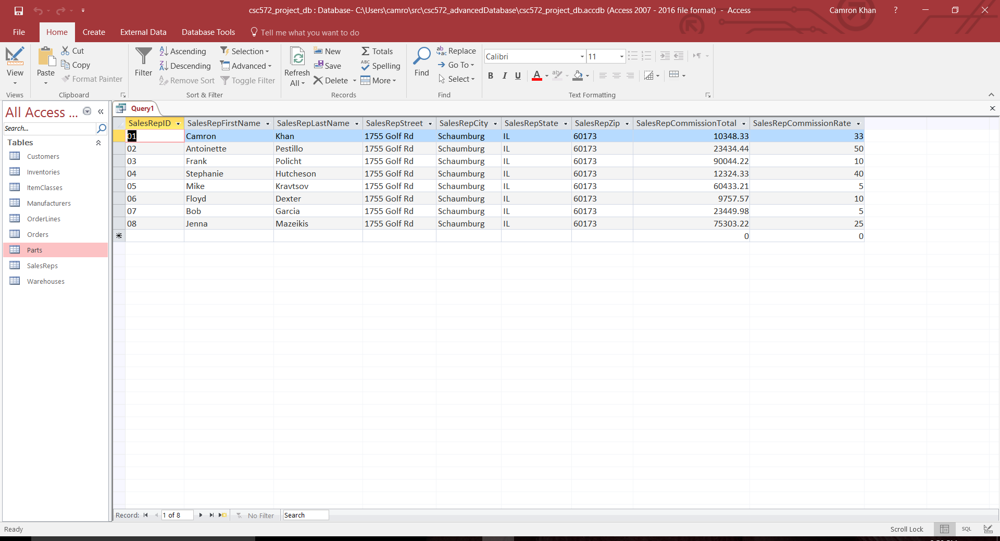 csc572_project_db : Database- C:\Users\camro\src\csc572_advancedDatabase\csc572_project_db.accdb (Access 2007 - 2016 file format) - Access
Camron Khan ?
File Home Create External Data Database Tools Tell me what you want to do
View
Views
Paste
Cut
Copy
Format Painter
Clipboard
Filter
Ascending
Descending
Remove Sort
Selection
Advanced
Toggle Filter
Sort & Filter
Refresh
All
New
Save
Delete
Totals
Spelling
More
Records
Find
Replace
Go To
Select
Find
Calibri 11
B I U A
Text Formatting
All Access ...
Search...
Tables
Customers
Inventories
ItemClasses
Manufacturers
OrderLines
Orders
Parts
SalesReps
Warehouses
Query1
SalesRepID SalesRepFirstName SalesRepLastName SalesRepStreet SalesRepCity SalesRepState SalesRepZip SalesRepCommissionTotal SalesRepCommissionRate
01 Camron Khan 1755 Golf Rd Schaumburg IL 60173 10348.33 33
02 Antoinette Pestillo 1755 Golf Rd Schaumburg IL 60173 23434.44 50
03 Frank Policht 1755 Golf Rd Schaumburg IL 60173 90044.22 10
04 Stephanie Hutcheson 1755 Golf Rd Schaumburg IL 60173 12324.33 40
05 Mike Kravtsov 1755 Golf Rd Schaumburg IL 60173 60433.21 5
06 Floyd Dexter 1755 Golf Rd Schaumburg IL 60173 9757.57 10
07 Bob Garcia 1755 Golf Rd Schaumburg IL 60173 23449.98 5
08 Jenna Mazeikis 1755 Golf Rd Schaumburg IL 60173 75303.22 25
0 0
Record: 1 of 8 No Filter Search
Ready
Scroll Lock SQL